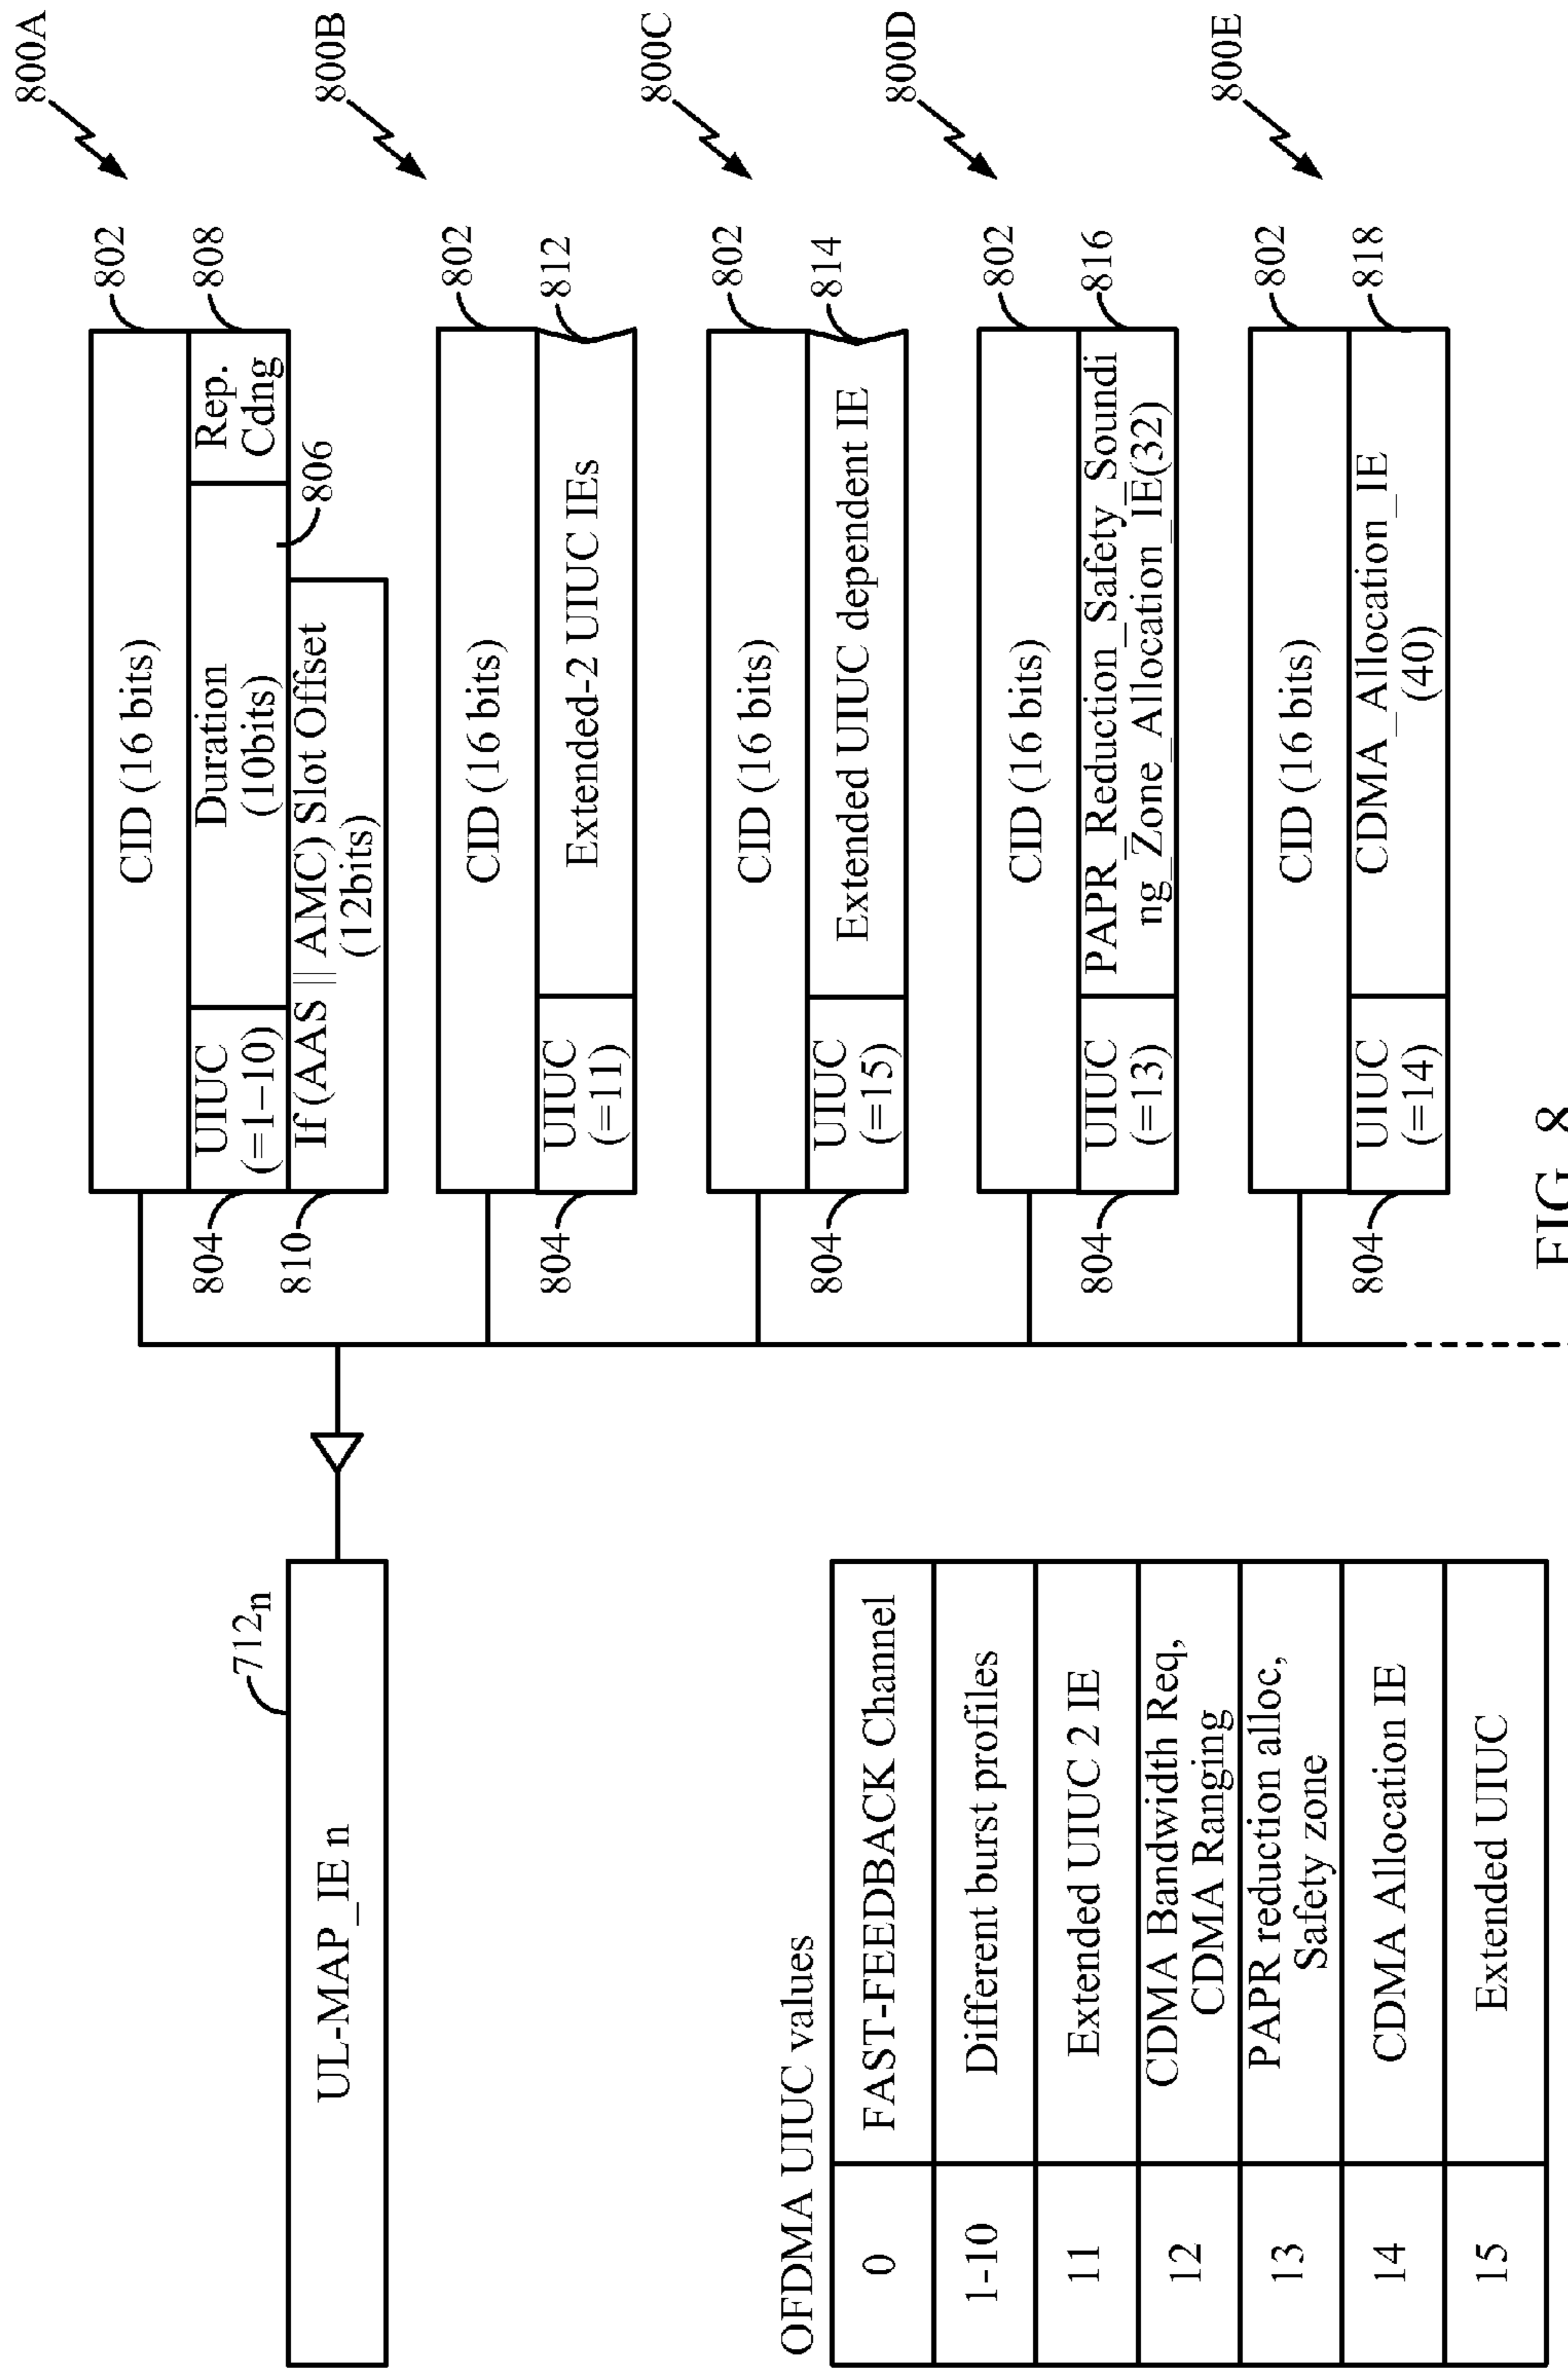 712n
UL-MAP_IE n
OFDMA UIUC values
0
FAST-FEEDBACK Channel
1-10
Different burst profiles
11
Extended UIUC 2 IE
12
CDMA Bandwidth Req,
CDMA Ranging
13
PAPR reduction alloc,
Safety zone
14
CDMA Allocation IE
15
Extended UIUC
800A
802
CID (16 bits)
804
UIUC
(=1–10)
Duration
(10bits)
Rep.
Cdng
808
806
810
If (AAS || AMC) Slot Offset
(12bits)
800B
802
CID (16 bits)
804
UIUC
(=11)
Extended-2 UIUC IEs
812
800C
802
CID (16 bits)
804
UIUC
(=15)
Extended UIUC dependent IE
814
800D
802
CID (16 bits)
804
UIUC
(=13)
PAPR_Reduction_Safety_Soundi
ng_Zone_Allocation_IE(32)
816
800E
802
CID (16 bits)
804
UIUC
(=14)
CDMA_Allocation_IE
(40)
818
FIG. 8